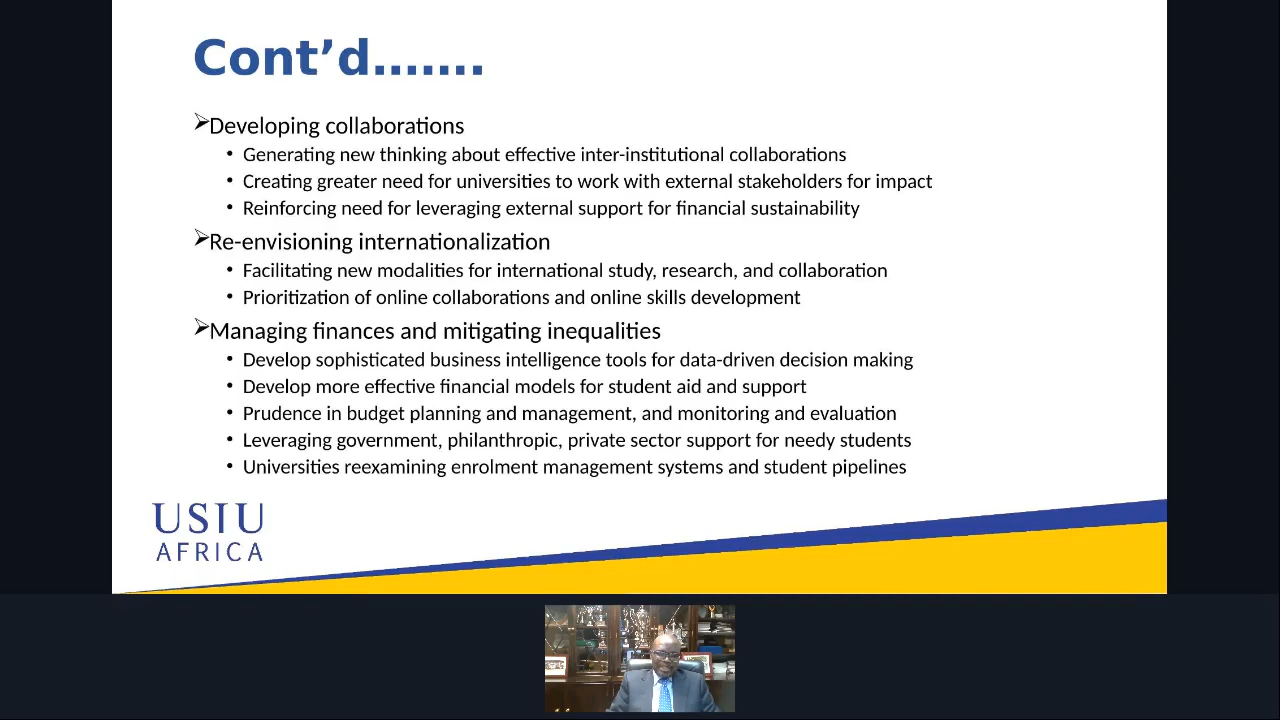 Cont’d…….
➢Developing collaborations
• Generating new thinking about effective inter-institutional collaborations
• Creating greater need for universities to work with external stakeholders for impact
• Reinforcing need for leveraging external support for financial sustainability
➢Re-envisioning internationalization
• Facilitating new modalities for international study, research, and collaboration
• Prioritization of online collaborations and online skills development
➢Managing finances and mitigating inequalities
• Develop sophisticated business intelligence tools for data-driven decision making
• Develop more effective financial models for student aid and support
• Prudence in budget planning and management, and monitoring and evaluation
• Leveraging government, philanthropic, private sector support for needy students
• Universities reexamining enrolment management systems and student pipelines
USIU
AFRICA